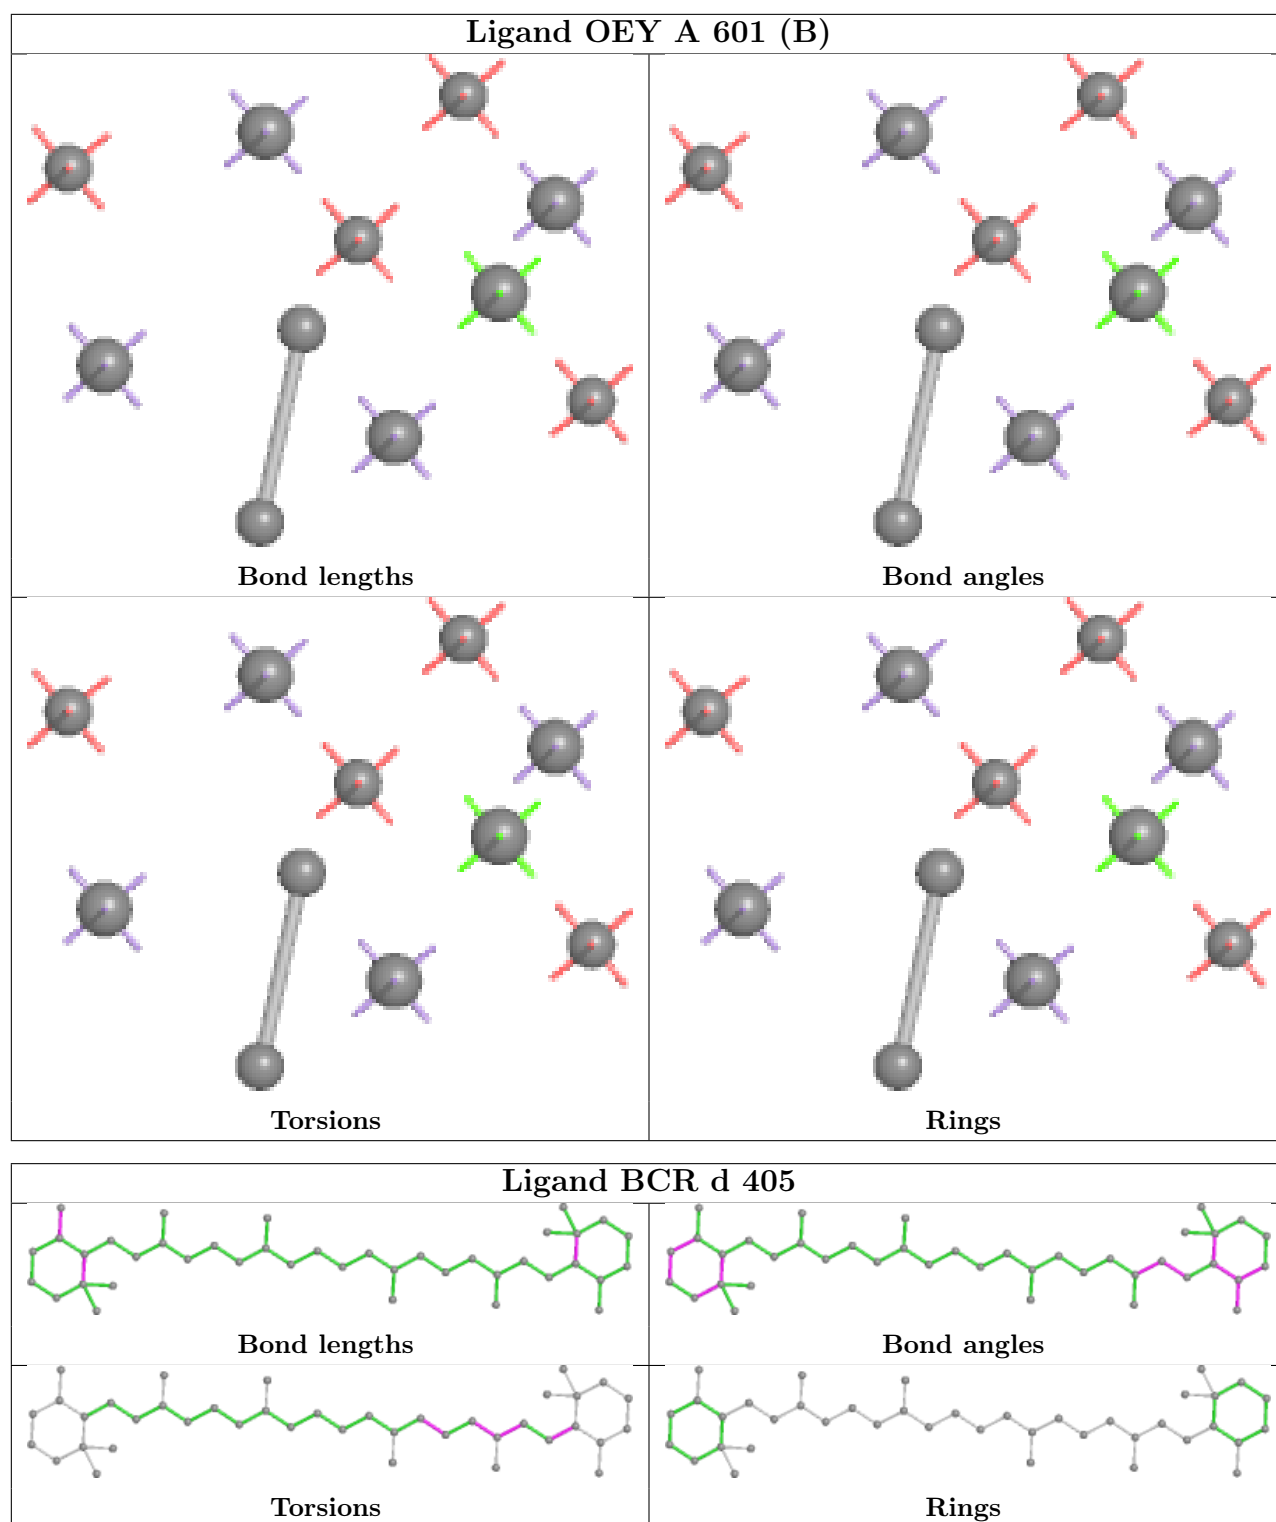 Ligand OEY A 601 (B)
Bond lengths
Bond angles
Torsions
Rings
Ligand BCR d 405
Bond lengths
Bond angles
Torsions
Rings